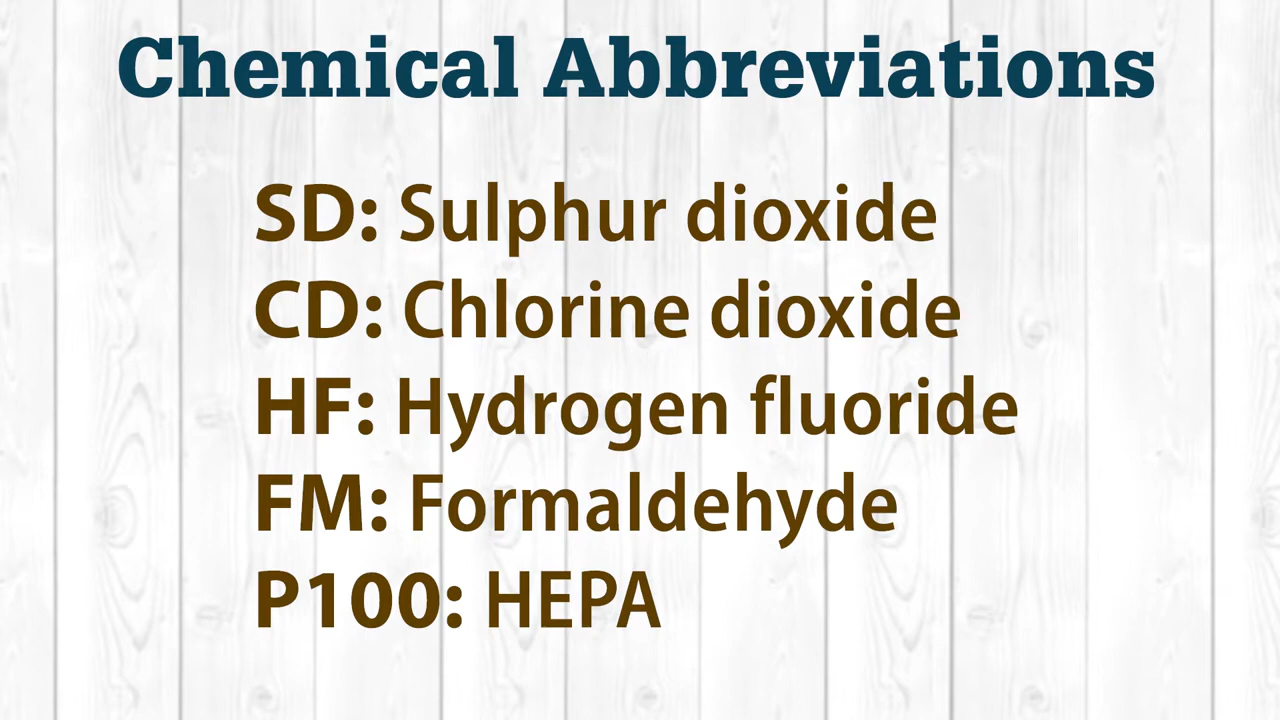 Chemical Abbreviations
SD: Sulphur dioxide
CD: Chlorine dioxide
HF: Hydrogen fluoride
FM: Formaldehyde
P100: HEPA